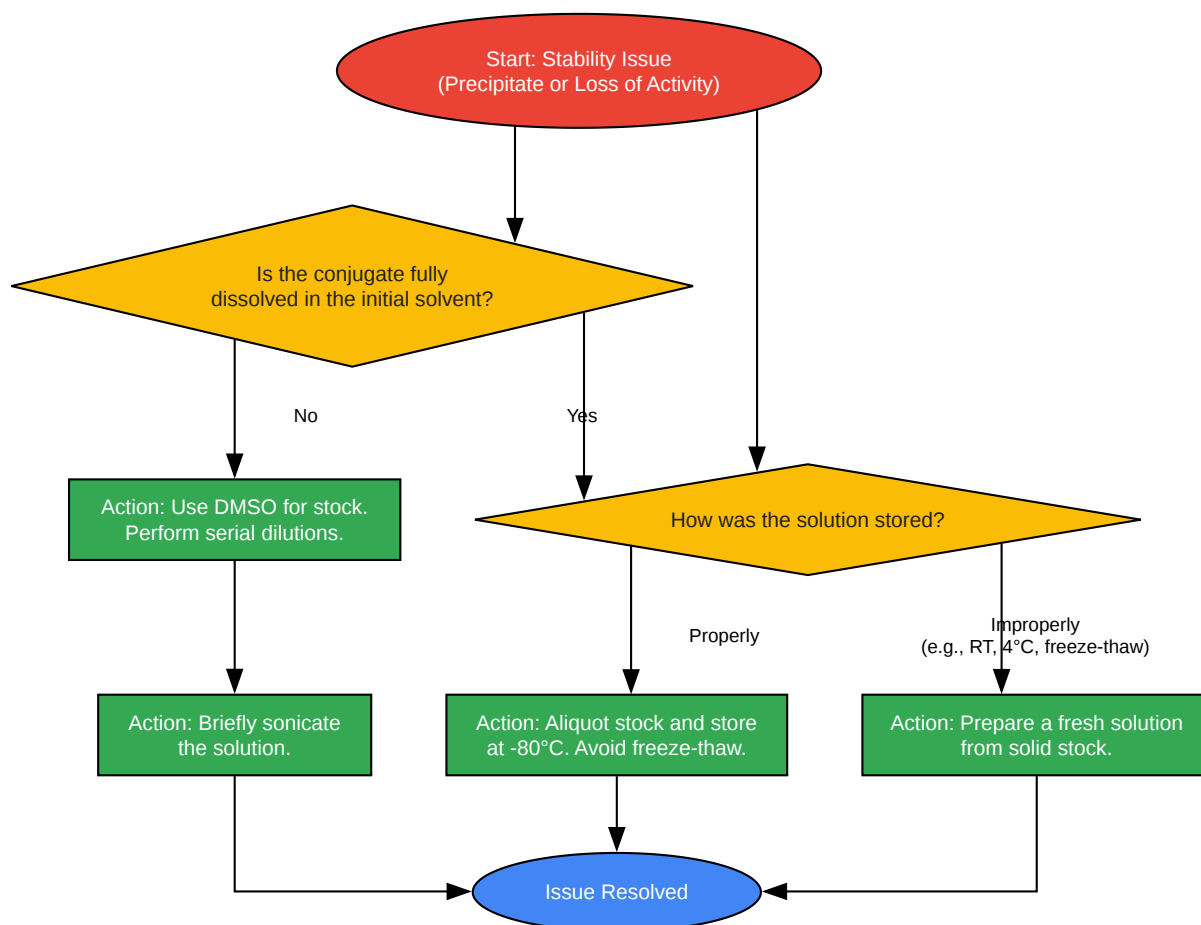 Start: Stability Issue
(Precipitate or Loss of Activity)
Is the conjugate fully
dissolved in the initial solvent?
No
Yes
Action: Use DMSO for stock.
Perform serial dilutions.
How was the solution stored?
Properly
Improperly
(e.g., RT, 4°C, freeze-thaw)
Action: Briefly sonicate
the solution.
Action: Aliquot stock and store
at -80°C. Avoid freeze-thaw.
Action: Prepare a fresh solution
from solid stock.
Issue Resolved